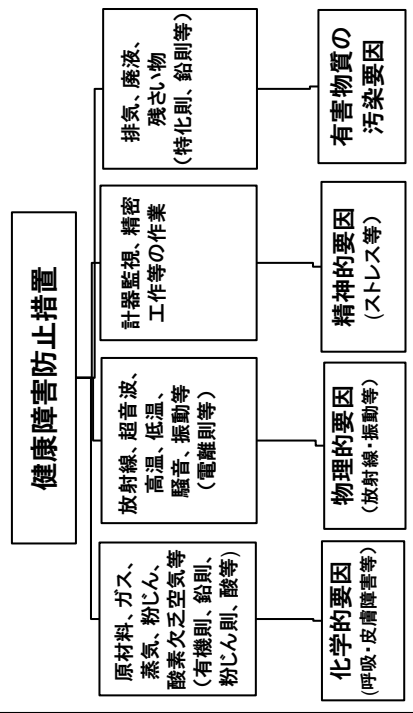 健康障害防止措置
原材料、ガス、
蒸気、粉じん、
酸素欠乏空気等
(有機則、鉛則、
粉じん則、酸等)
放射線、超音波、
高温、低温、
騒音、振動等
(電離則等)
計器監視、精密
工作等の作業
排気、廃液、
残さい物
(特化則、鉛則等)
化学的要因
(呼吸・皮膚障害等)
物理的要因
(放射線・振動等)
精神的要因
(ストレス等)
有害物質の
汚染要因